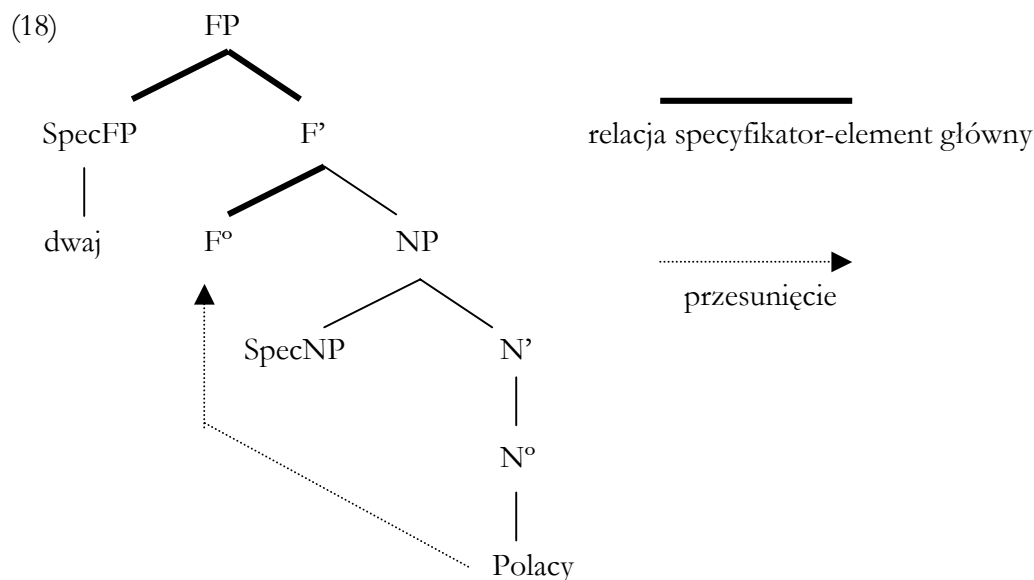 (18) FP
SpecFP F’ relacja specyfikator-element główny
dwaj Fº NP
przesunięcie
SpecNP N’
Nº
Polacy